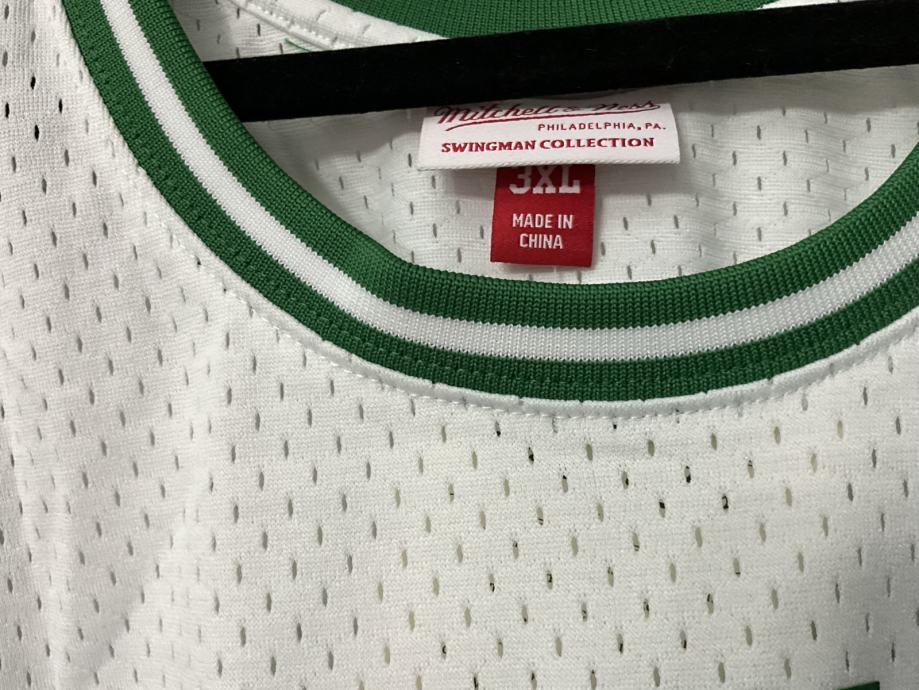 Mitchell & Ness
PHILADELPHIA, PA.
SWINGMAN COLLECTION
3XL
MADE IN
CHINA